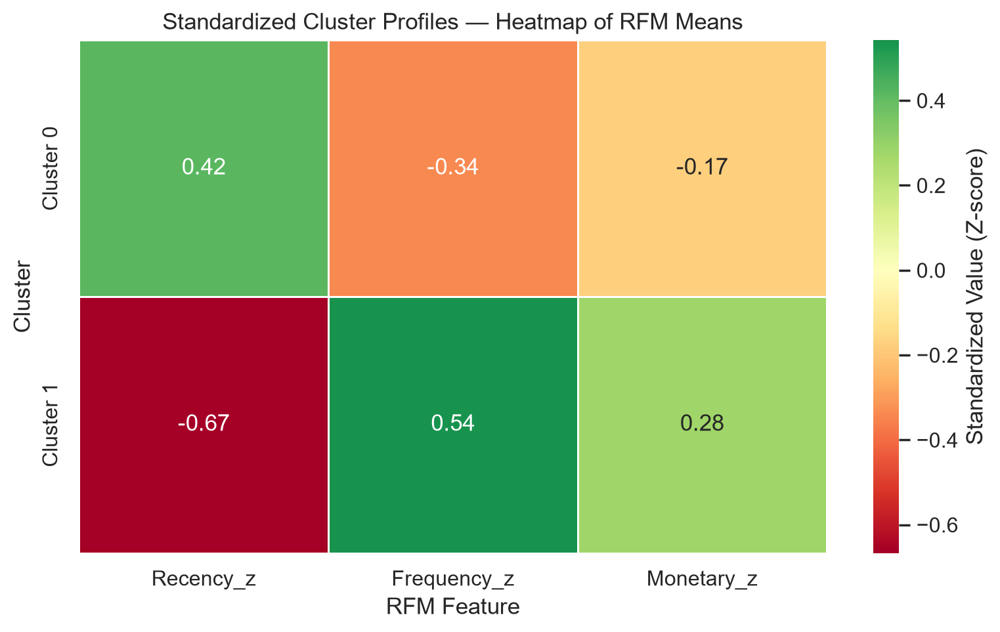 Standardized Cluster Profiles — Heatmap of RFM Means
Cluster
Cluster 0
0.42
-0.34
-0.17
Cluster 1
-0.67
0.54
0.28
Recency_z
Frequency_z
Monetary_z
RFM Feature
0.4
0.2
0.0
−0.2
−0.4
−0.6
Standardized Value (Z-score)